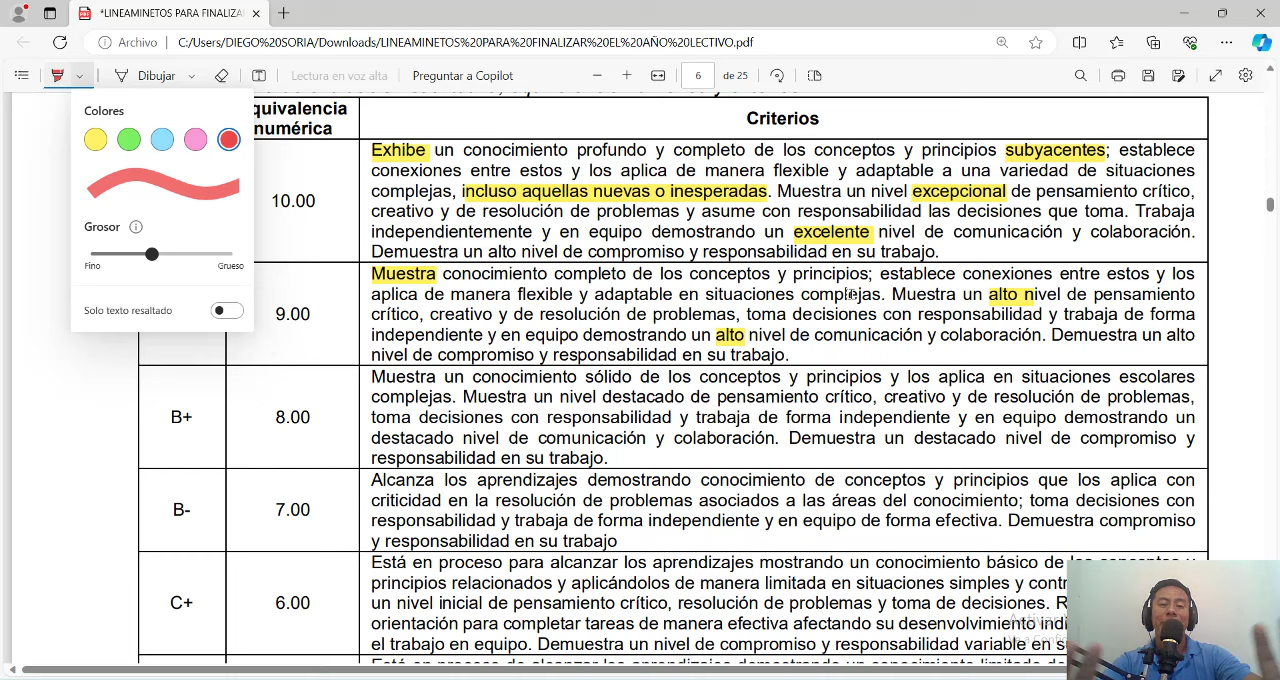 *LINEAMINETOS PARA FINALIZA
Archivo
C:/Users/DIEGO%20SORIA/Downloads/LINEAMINETOS%20PARA%20FINALIZAR%20EL%20AÑO%20LECTIVO.pdf
Dibujar
Lectura en voz alta
Preguntar a Copilot
6
de 25
Colores
Grosor
Fino
Grueso
Solo texto resaltado
quivalencia
numérica
Criterios
10.00
Exhibe un conocimiento profundo y completo de los conceptos y principios subyacentes; establece
conexiones entre estos y los aplica de manera flexible y adaptable a una variedad de situaciones
complejas, incluso aquellas nuevas o inesperadas. Muestra un nivel excepcional de pensamiento crítico,
creativo y de resolución de problemas y asume con responsabilidad las decisiones que toma. Trabaja
independientemente y en equipo demostrando un excelente nivel de comunicación y colaboración.
Demuestra un alto nivel de compromiso y responsabilidad en su trabajo.
9.00
Muestra conocimiento completo de los conceptos y principios; establece conexiones entre estos y los
aplica de manera flexible y adaptable en situaciones complejas. Muestra un alto nivel de pensamiento
crítico, creativo y de resolución de problemas, toma decisiones con responsabilidad y trabaja de forma
independiente y en equipo demostrando un alto nivel de comunicación y colaboración. Demuestra un alto
nivel de compromiso y responsabilidad en su trabajo.
B+
8.00
Muestra un conocimiento sólido de los conceptos y principios y los aplica en situaciones escolares
complejas. Muestra un nivel destacado de pensamiento crítico, creativo y de resolución de problemas,
toma decisiones con responsabilidad y trabaja de forma independiente y en equipo demostrando un
destacado nivel de comunicación y colaboración. Demuestra un destacado nivel de compromiso y
responsabilidad en su trabajo.
B-
7.00
Alcanza los aprendizajes demostrando conocimiento de conceptos y principios que los aplica con
criticidad en la resolución de problemas asociados a las áreas del conocimiento; toma decisiones con
responsabilidad y trabaja de forma independiente y en equipo de forma efectiva. Demuestra compromiso
y responsabilidad en su trabajo
C+
6.00
Está en proceso para alcanzar los aprendizajes mostrando un conocimiento básico de
principios relacionados y aplicándolos de manera limitada en situaciones simples y
un nivel inicial de pensamiento crítico, resolución de problemas y toma de decisiones.
orientación para completar tareas de manera efectiva afectando su desarrollo
el trabajo en equipo. Demuestra un nivel de compromiso y responsabilidad variable en